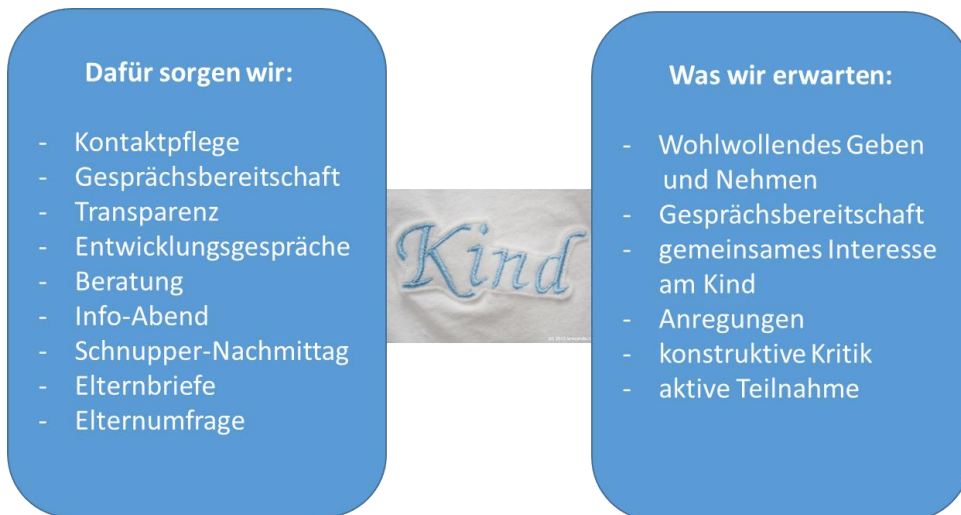 Dafür sorgen wir:
- Kontaktpflege
- Gesprächsbereitschaft
- Transparenz
- Entwicklungsgespräche
- Beratung
- Info-Abend
- Schnupper-Nachmittag
- Elternbriefe
- Elternumfrage
Kind
Was wir erwarten:
- Wohlwollendes Geben
und Nehmen
- Gesprächsbereitschaft
- gemeinsames Interesse
am Kind
- Anregungen
- konstruktive Kritik
- aktive Teilnahme